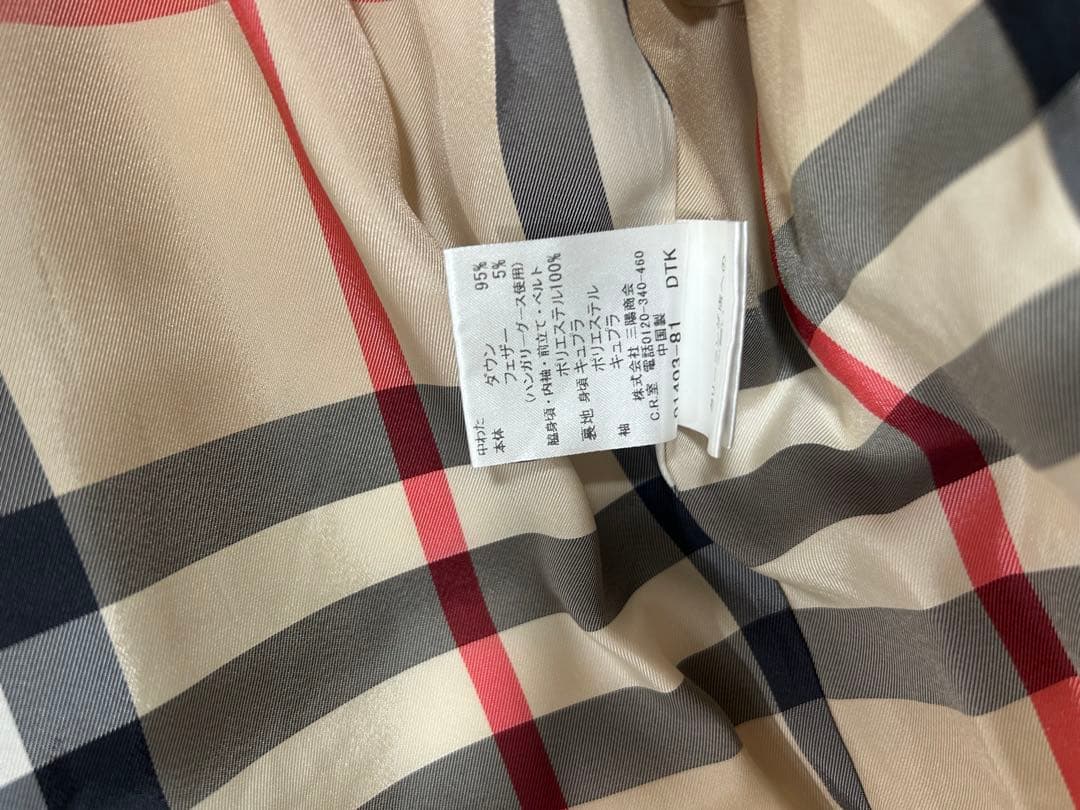 中わた
本体 ダウン 95%
フェザー 5%
(ハンガリーグース使用)
脇身頃・内袖・前立て・ベルト
ポリエステル100%
裏地 身頃 キュプラ
ポリエステル
袖 キュプラ
株式会社 三陽商会
C.R.室 電話0120-340-460
中国製
DTK